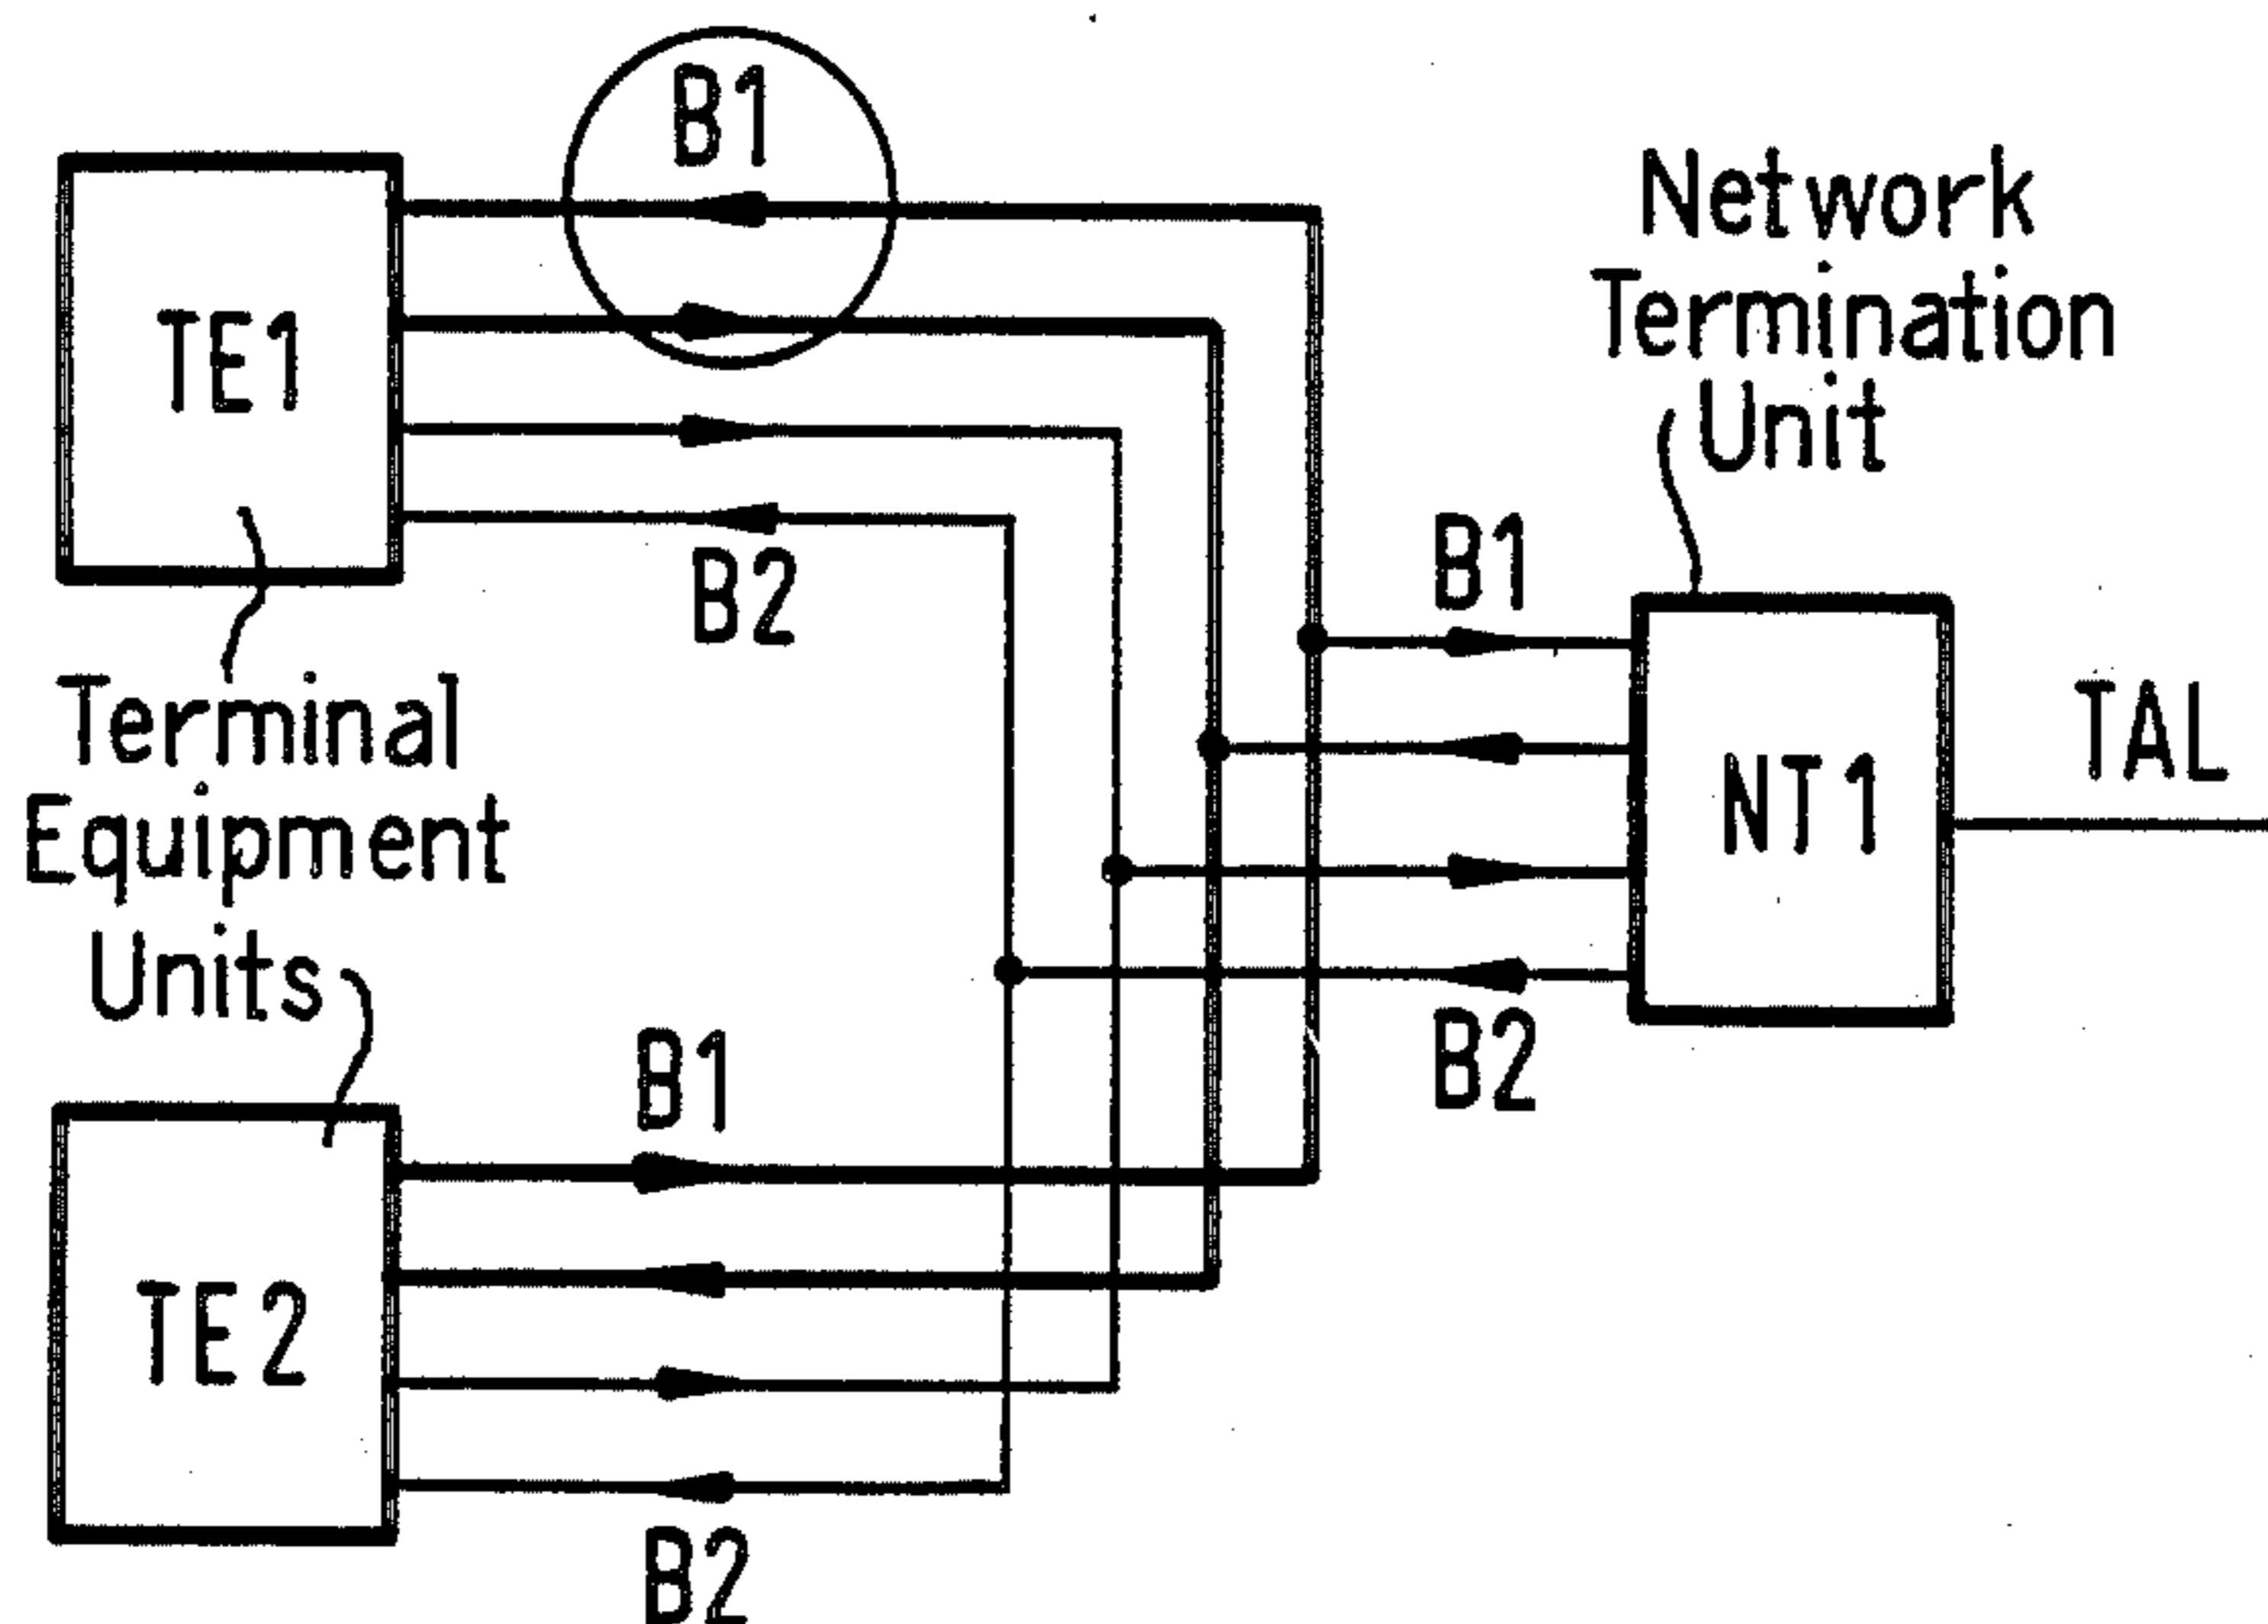 B1
TE1
B2
Terminal
Equipment
Units
Network
Termination
Unit
B1
NT1
TAL
B2
B1
TE2
B2